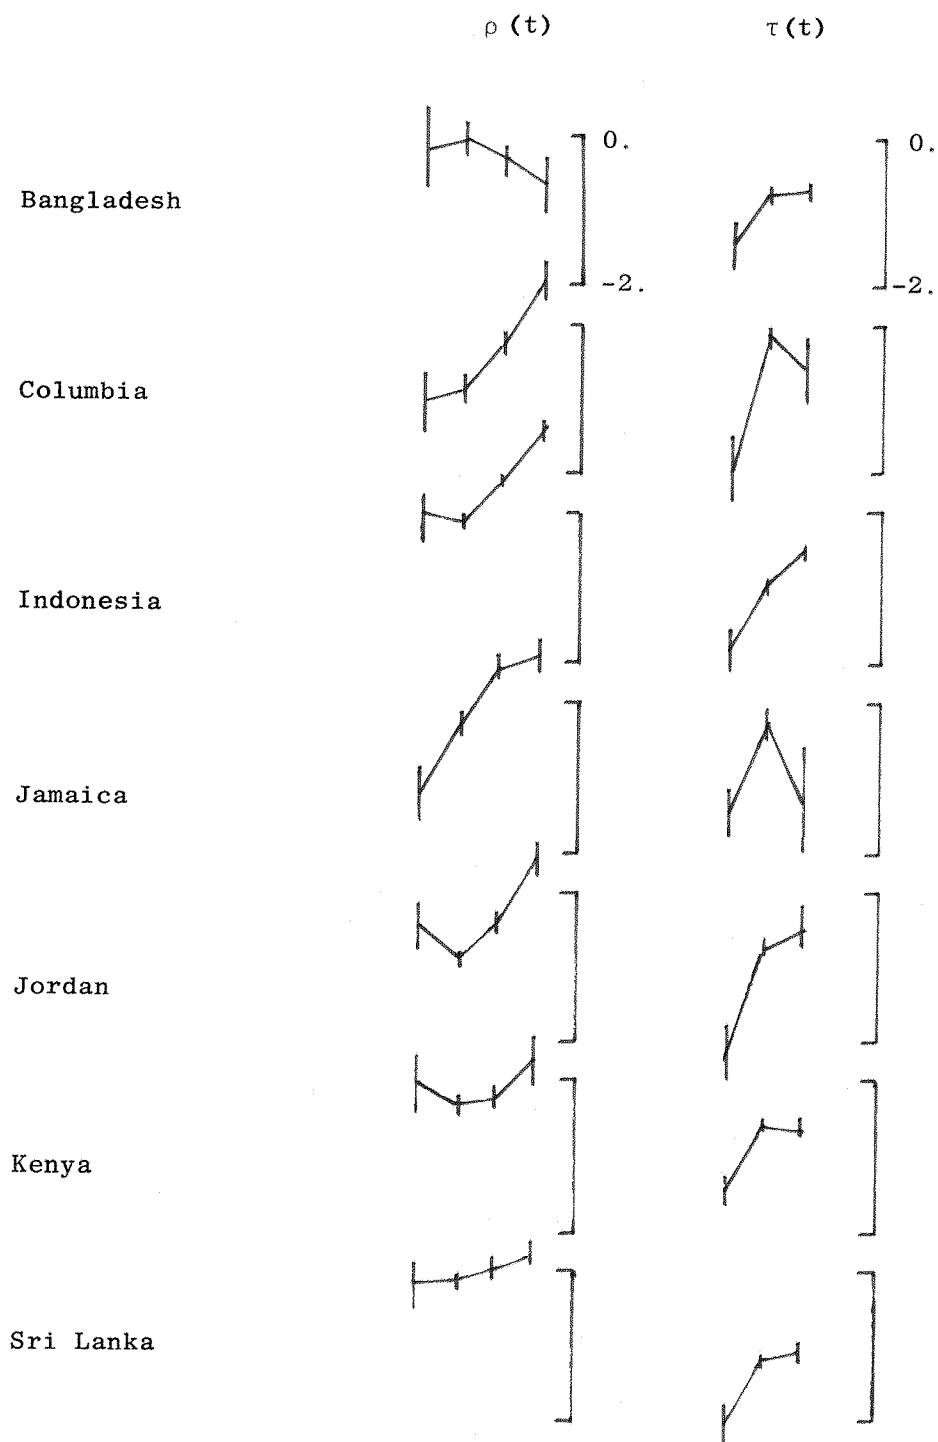 ρ (t) τ(t)
0. 0.
Bangladesh
-2. -2.
Columbia
Indonesia
Jamaica
Jordan
Kenya
Sri Lanka